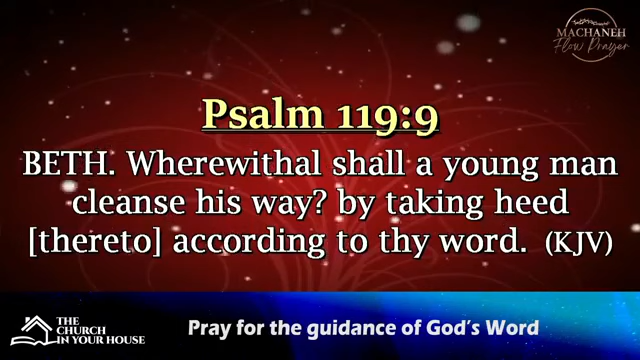 MACHANEH
Flow Prayer
Psalm 119:9
BETH. Wherewithal shall a young man
cleanse his way? by taking heed
[thereto] according to thy word. (KJV)
THE
CHURCH
IN YOUR HOUSE
Pray for the guidance of God's Word